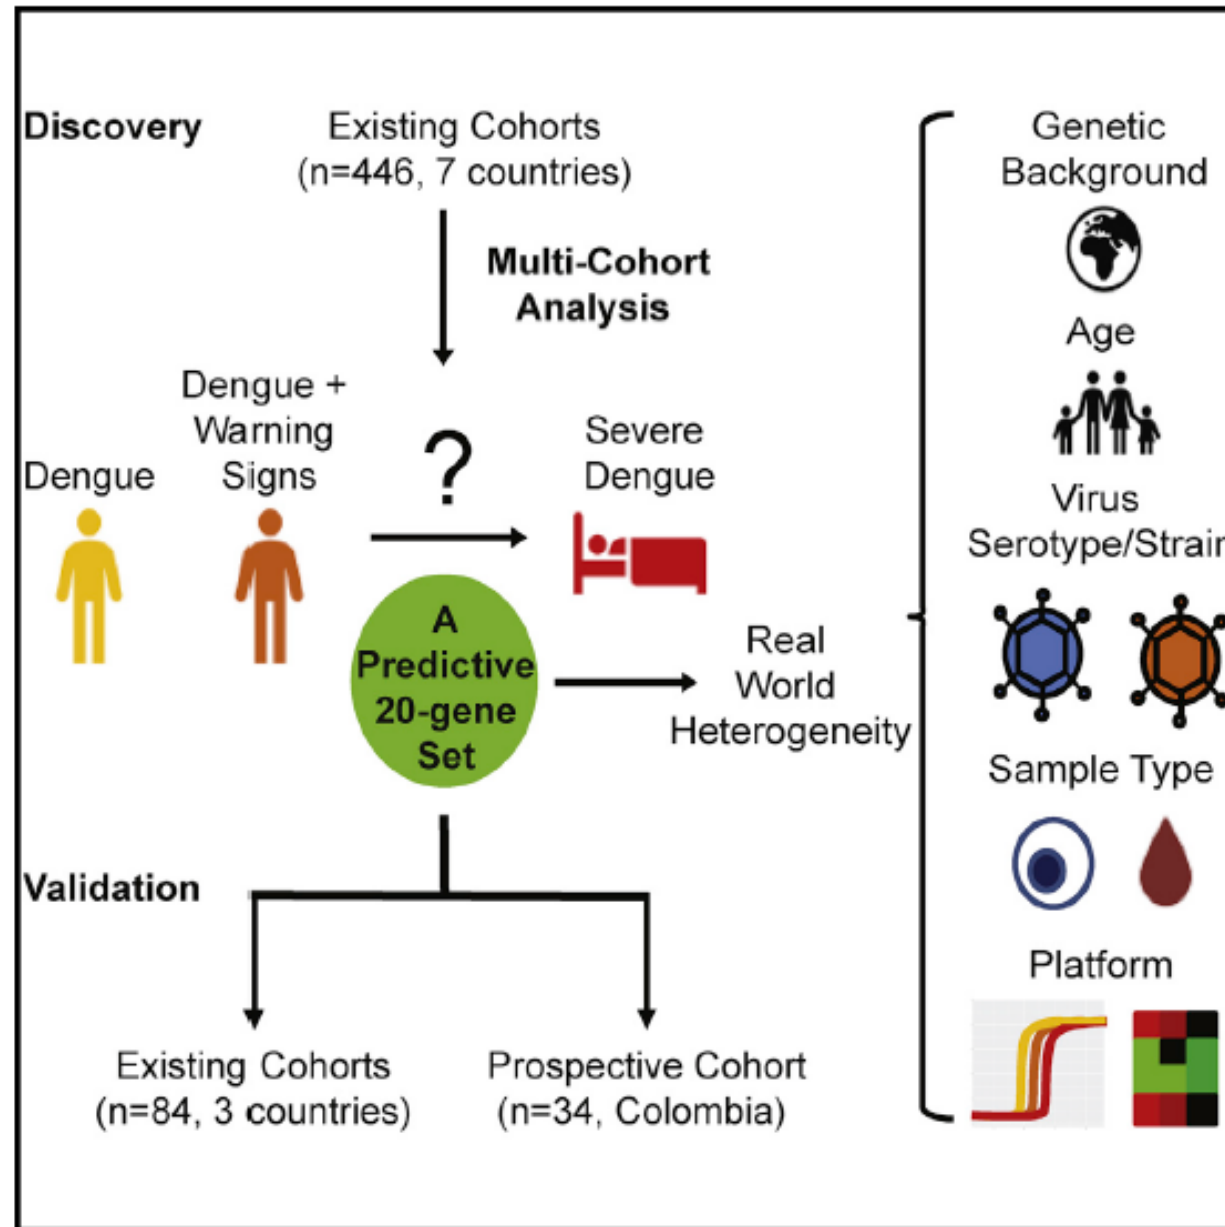 Discovery
Existing Cohorts
(n=446, 7 countries)
Multi-Cohort
Analysis
Dengue
Dengue +
Warning
Signs
?
Severe
Dengue
A
Predictive
20-gene
Set
Real
World
Heterogeneity
Validation
Existing Cohorts
(n=84, 3 countries)
Prospective Cohort
(n=34, Colombia)
Genetic
Background
Age
Virus
Serotype/Strain
Sample Type
Platform